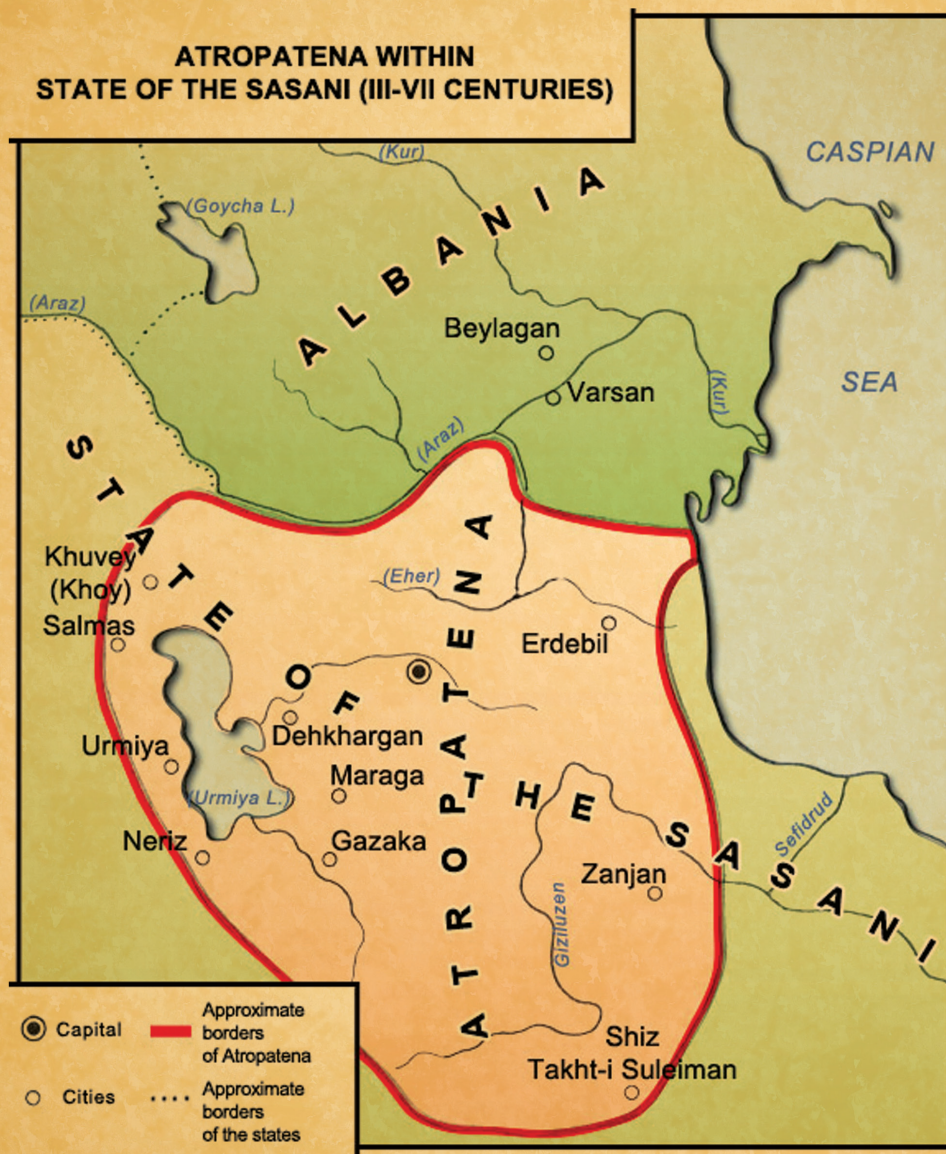 ATROPATENA WITHIN
STATE OF THE SASANI (III-VII CENTURIES)
CASPIAN
SEA
(Kur)
(Goycha L.)
ALBANIA
(Araz)
Beylagan
Varsan
(Kur)
(Araz)
STATE OF THE SASANI
ATROPATENA
Khuvey
(Khoy)
Salmas
(Eher)
Erdebil
Dehkhargan
Urmiya
Maraga
(Urmiya L.)
Neriz
Gazaka
Zanjan
Sefidrud
Giziluzen
Shiz
Takht-i Suleiman
Capital
Approximate
borders
of Atropatena
Cities
Approximate
borders
of the states